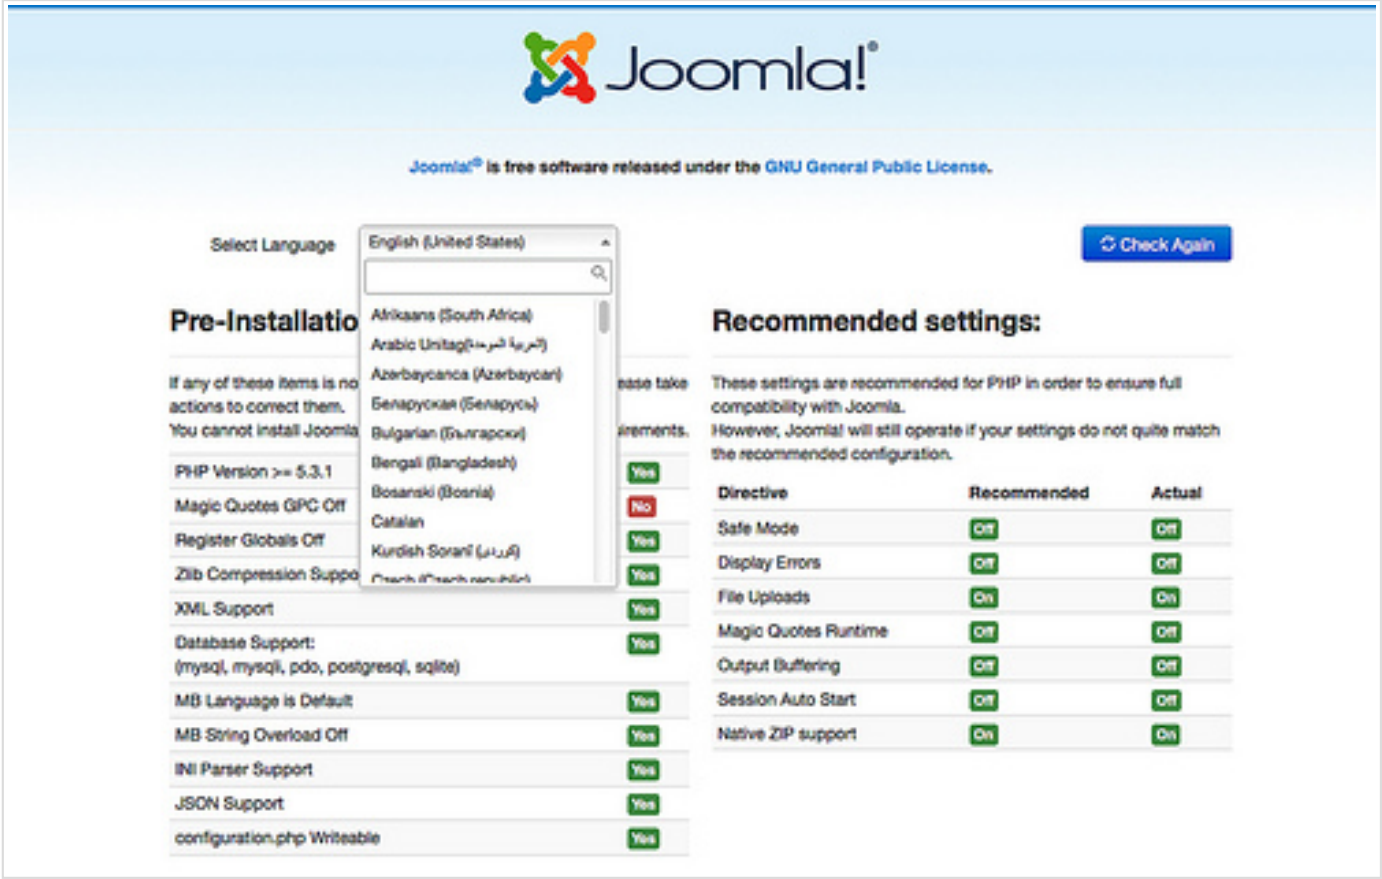 Joomla!®
Joomla!® is free software released under the GNU General Public License.
Select Language
English (United States)
Check Again
Afrikaans (South Africa)
Arabic Unitag(العربية الموحدة)
Azərbaycanca (Azərbaycan)
Беларуская (Беларусь)
Bulgarian (Български)
Bengali (Bangladesh)
Bosanski (Bosnia)
Catalan
Kurdish Soranî (کوردی)
Czech (Czech republic)
Pre-Installatio
If any of these items is no
ease take
actions to correct them.
You cannot install Joomla
irements.
PHP Version >= 5.3.1 Yes
Magic Quotes GPC Off No
Register Globals Off Yes
Zlib Compression Suppo Yes
XML Support Yes
Database Support: Yes
(mysql, mysqli, pdo, postgresql, sqlite)
MB Language is Default Yes
MB String Overload Off Yes
INI Parser Support Yes
JSON Support Yes
configuration.php Writeable Yes
Recommended settings:
These settings are recommended for PHP in order to ensure full
compatibility with Joomla.
However, Joomla! will still operate if your settings do not quite match
the recommended configuration.
Directive Recommended Actual
Safe Mode Off Off
Display Errors Off Off
File Uploads On On
Magic Quotes Runtime Off Off
Output Buffering Off Off
Session Auto Start Off Off
Native ZIP support On On